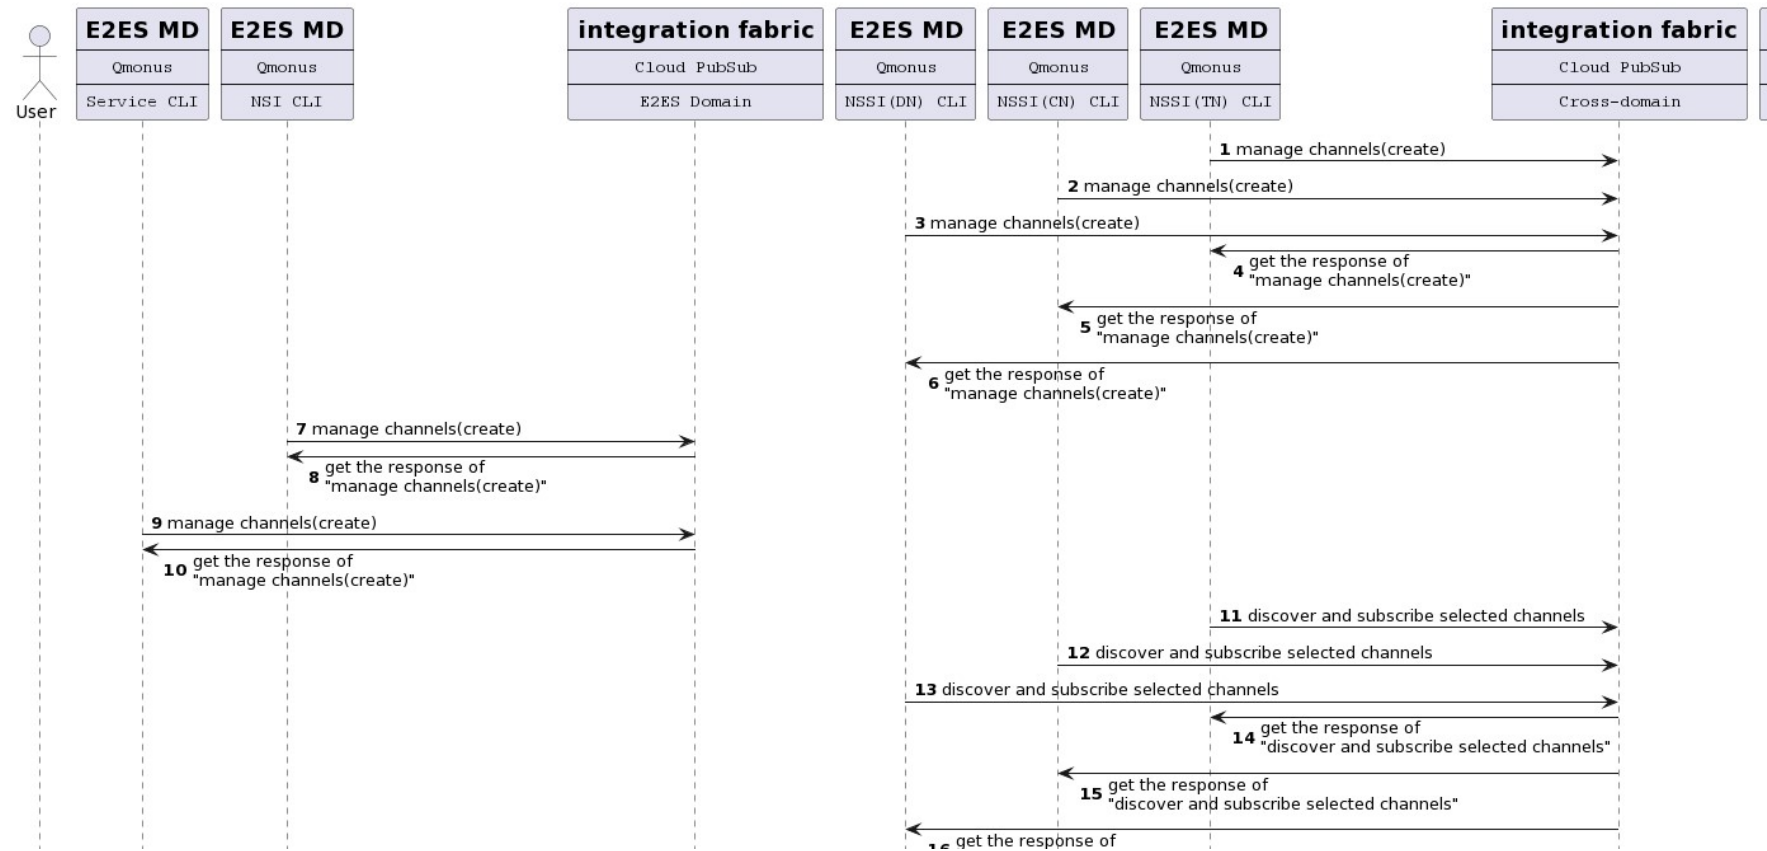 E2ES MD
Qmonus
Service CLI
E2ES MD
Qmonus
NSI CLI
integration fabric
Cloud PubSub
E2ES Domain
E2ES MD
Qmonus
NSSI(DN) CLI
E2ES MD
Qmonus
NSSI(CN) CLI
E2ES MD
Qmonus
NSSI(TN) CLI
integration fabric
Cloud PubSub
Cross-domain
User
1 manage channels(create)
2 manage channels(create)
3 manage channels(create)
4 get the response of
"manage channels(create)"
5 get the response of
"manage channels(create)"
6 get the response of
"manage channels(create)"
7 manage channels(create)
8 get the response of
"manage channels(create)"
9 manage channels(create)
10 get the response of
"manage channels(create)"
11 discover and subscribe selected channels
12 discover and subscribe selected channels
13 discover and subscribe selected channels
14 get the response of
"discover and subscribe selected channels"
15 get the response of
"discover and subscribe selected channels"
16 get the response of